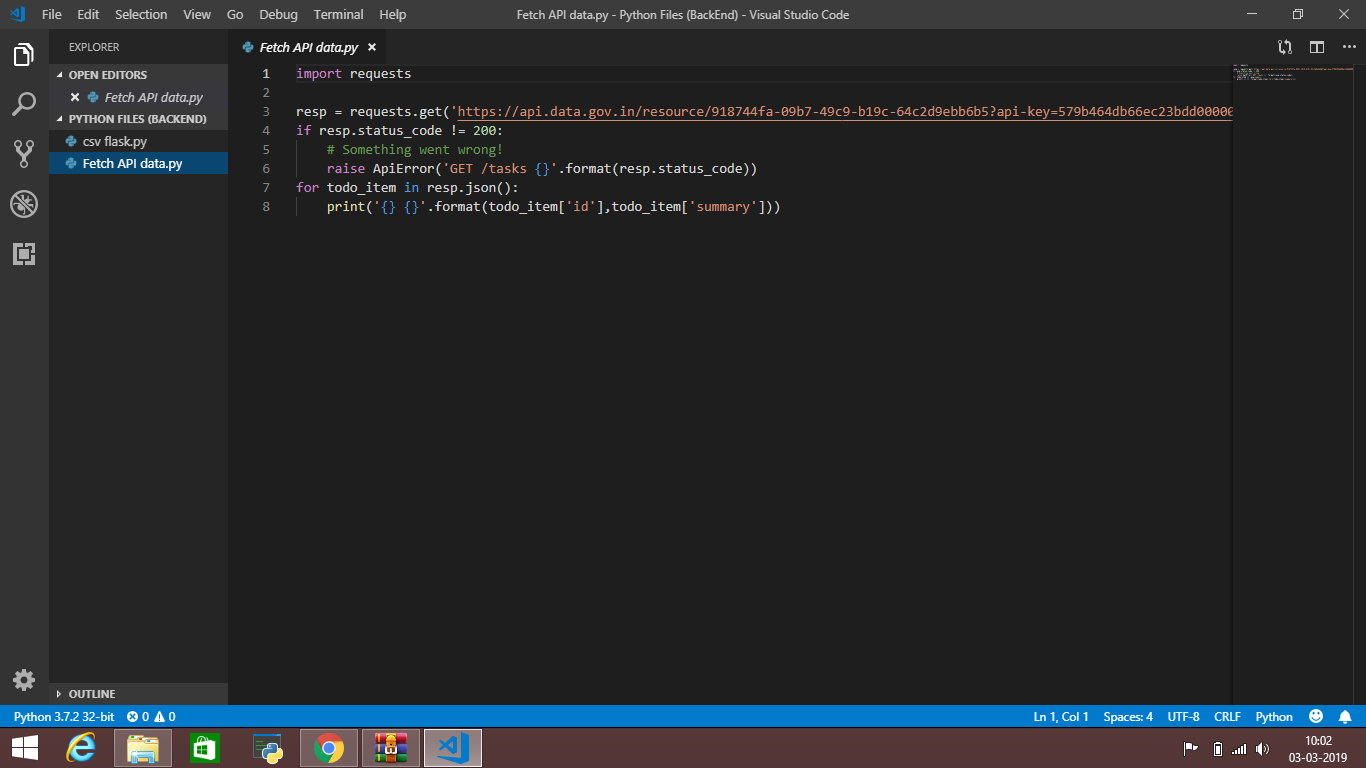 File Edit Selection View Go Debug Terminal Help
Fetch API data.py - Python Files (BackEnd) - Visual Studio Code
EXPLORER
OPEN EDITORS
Fetch API data.py
PYTHON FILES (BACKEND)
csv flask.py
Fetch API data.py
OUTLINE
Fetch API data.py
1 import requests
2
3 resp = requests.get('https://api.data.gov.in/resource/918744fa-09b7-49c9-b19c-64c2d9ebb6b5?api-key=579b464db66ec23bdd00000
4 if resp.status_code != 200:
5 # Something went wrong!
6 raise ApiError('GET /tasks {}'.format(resp.status_code))
7 for todo_item in resp.json():
8 print('{} {}'.format(todo_item['id'],todo_item['summary']))
Python 3.7.2 32-bit 0 0 Ln 1, Col 1 Spaces: 4 UTF-8 CRLF Python
10:02
03-03-2019